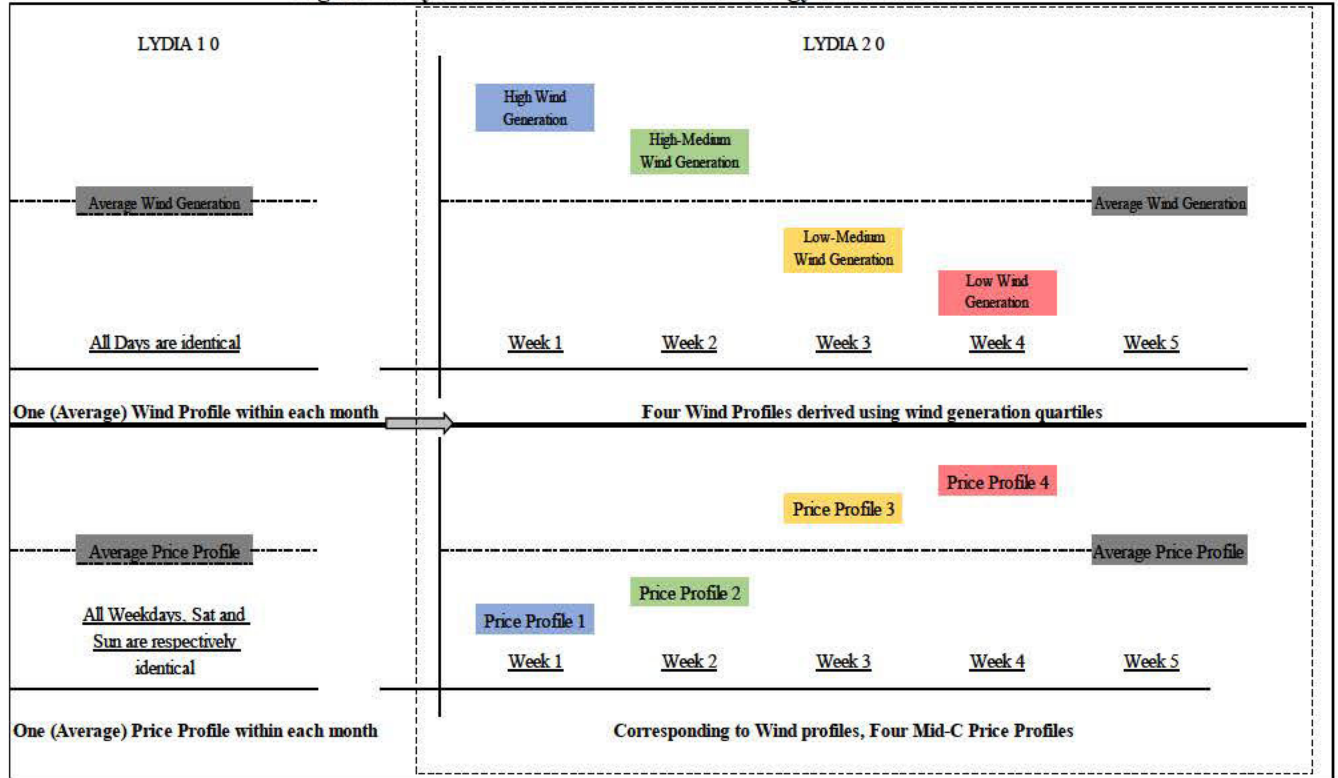 LYDIA 1 0
LYDIA 2 0
High Wind
Generation
High-Medium
Wind Generation
Average Wind Generation
Average Wind Generation
Low-Medium
Wind Generation
Low Wind
Generation
All Days are identical
Week 1
Week 2
Week 3
Week 4
Week 5
One (Average) Wind Profile within each month
Four Wind Profiles derived using wind generation quartiles
Price Profile 4
Price Profile 3
Average Price Profile
Average Price Profile
Price Profile 2
Price Profile 1
All Weekdays, Sat and
Sun are respectively
identical
Week 1
Week 2
Week 3
Week 4
Week 5
One (Average) Price Profile within each month
Corresponding to Wind profiles, Four Mid-C Price Profiles